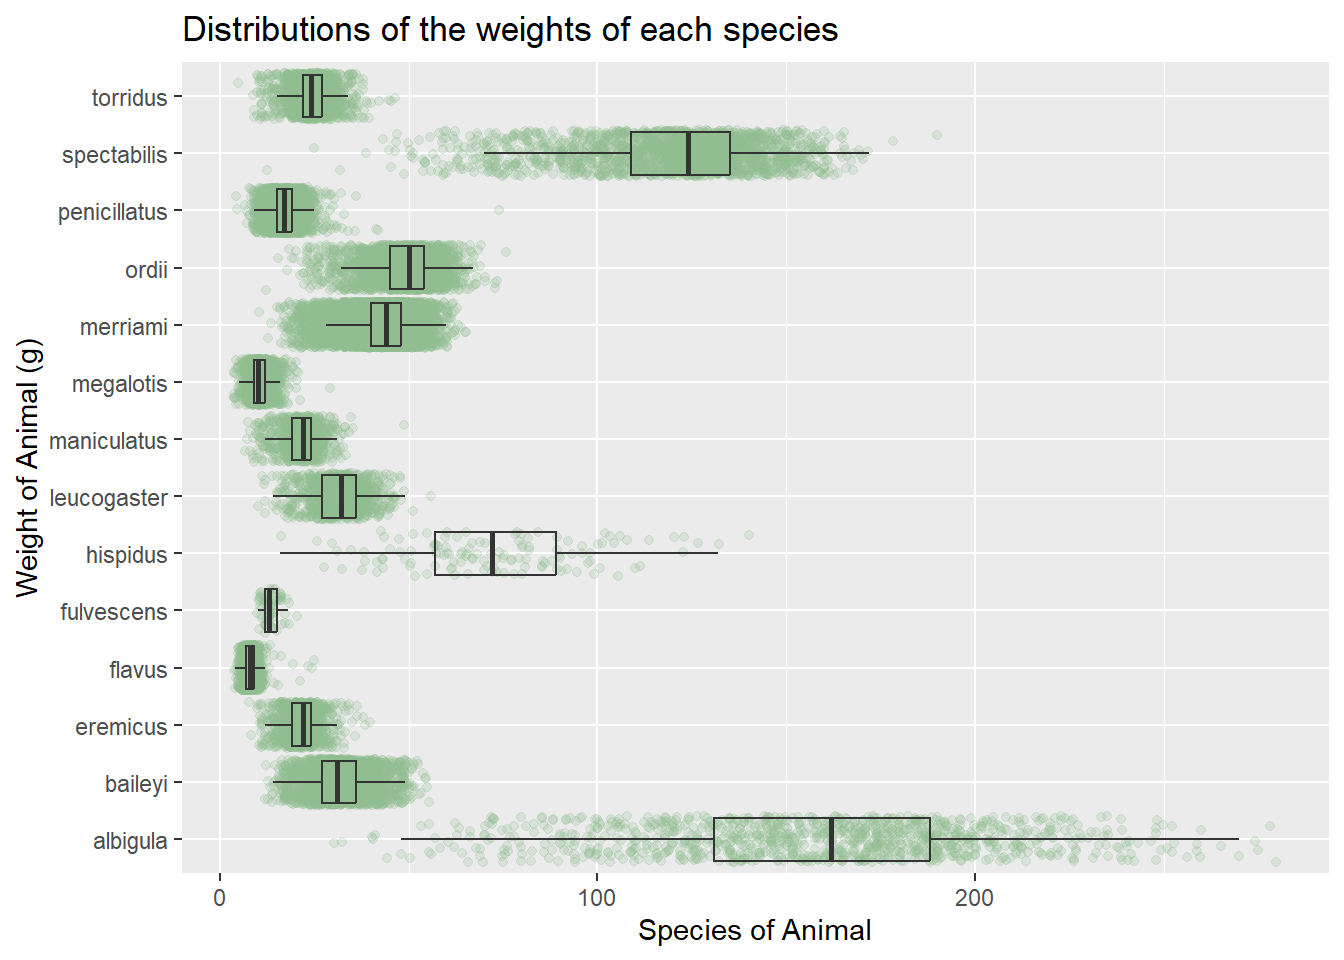 Distributions of the weights of each species
Weight of Animal (g)
torridus
spectabilis
penicillatus
ordii
merriami
megalotis
maniculatus
leucogaster
hispidus
fulvescens
flavus
eremicus
baileyi
albigula
0 100 200
Species of Animal